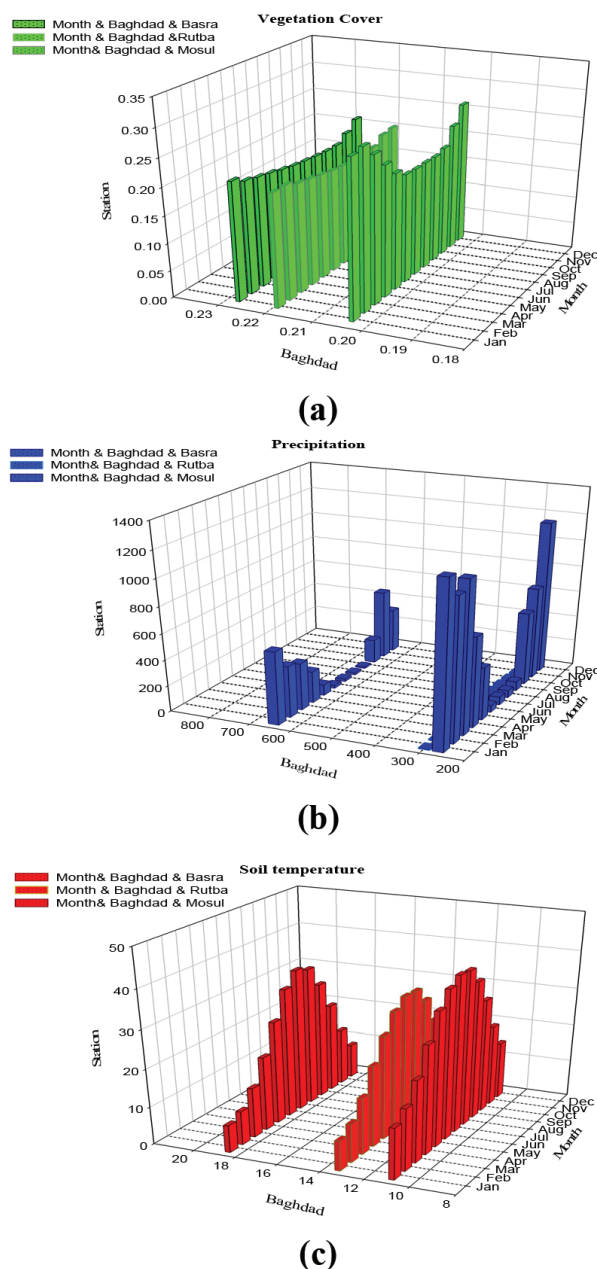 Vegetation Cover
Month & Baghdad & Basra
Month & Baghdad &Rutba
Month& Baghdad & Mosul
0.35
0.30
0.25
0.20
0.15
0.10
0.05
0.00
Station
0.23
0.22
0.21
0.20
0.19
0.18
Baghdad
Dec
Nov
Oct
Sep
Aug
Jul
Jun
May
Apr
Mar
Feb
Jan
Month
(a)
Precipitation
Month & Baghdad & Basra
Month& Baghdad & Rutba
Month& Baghdad & Mosul
1400
1200
1000
800
600
400
200
0
Station
800
700
600
500
400
300
200
Baghdad
Dec
Nov
Oct
Sep
Aug
Jul
Jun
May
Apr
Mar
Feb
Jan
Month
(b)
Soil temperature
Month& Baghdad & Basra
Month & Baghdad & Rutba
Month& Baghdad & Mosul
50
40
30
20
10
0
Station
20
18
16
14
12
10
8
Baghdad
Dec
Nov
Oct
Sep
Aug
Jul
Jun
May
Apr
Mar
Feb
Jan
Month
(c)